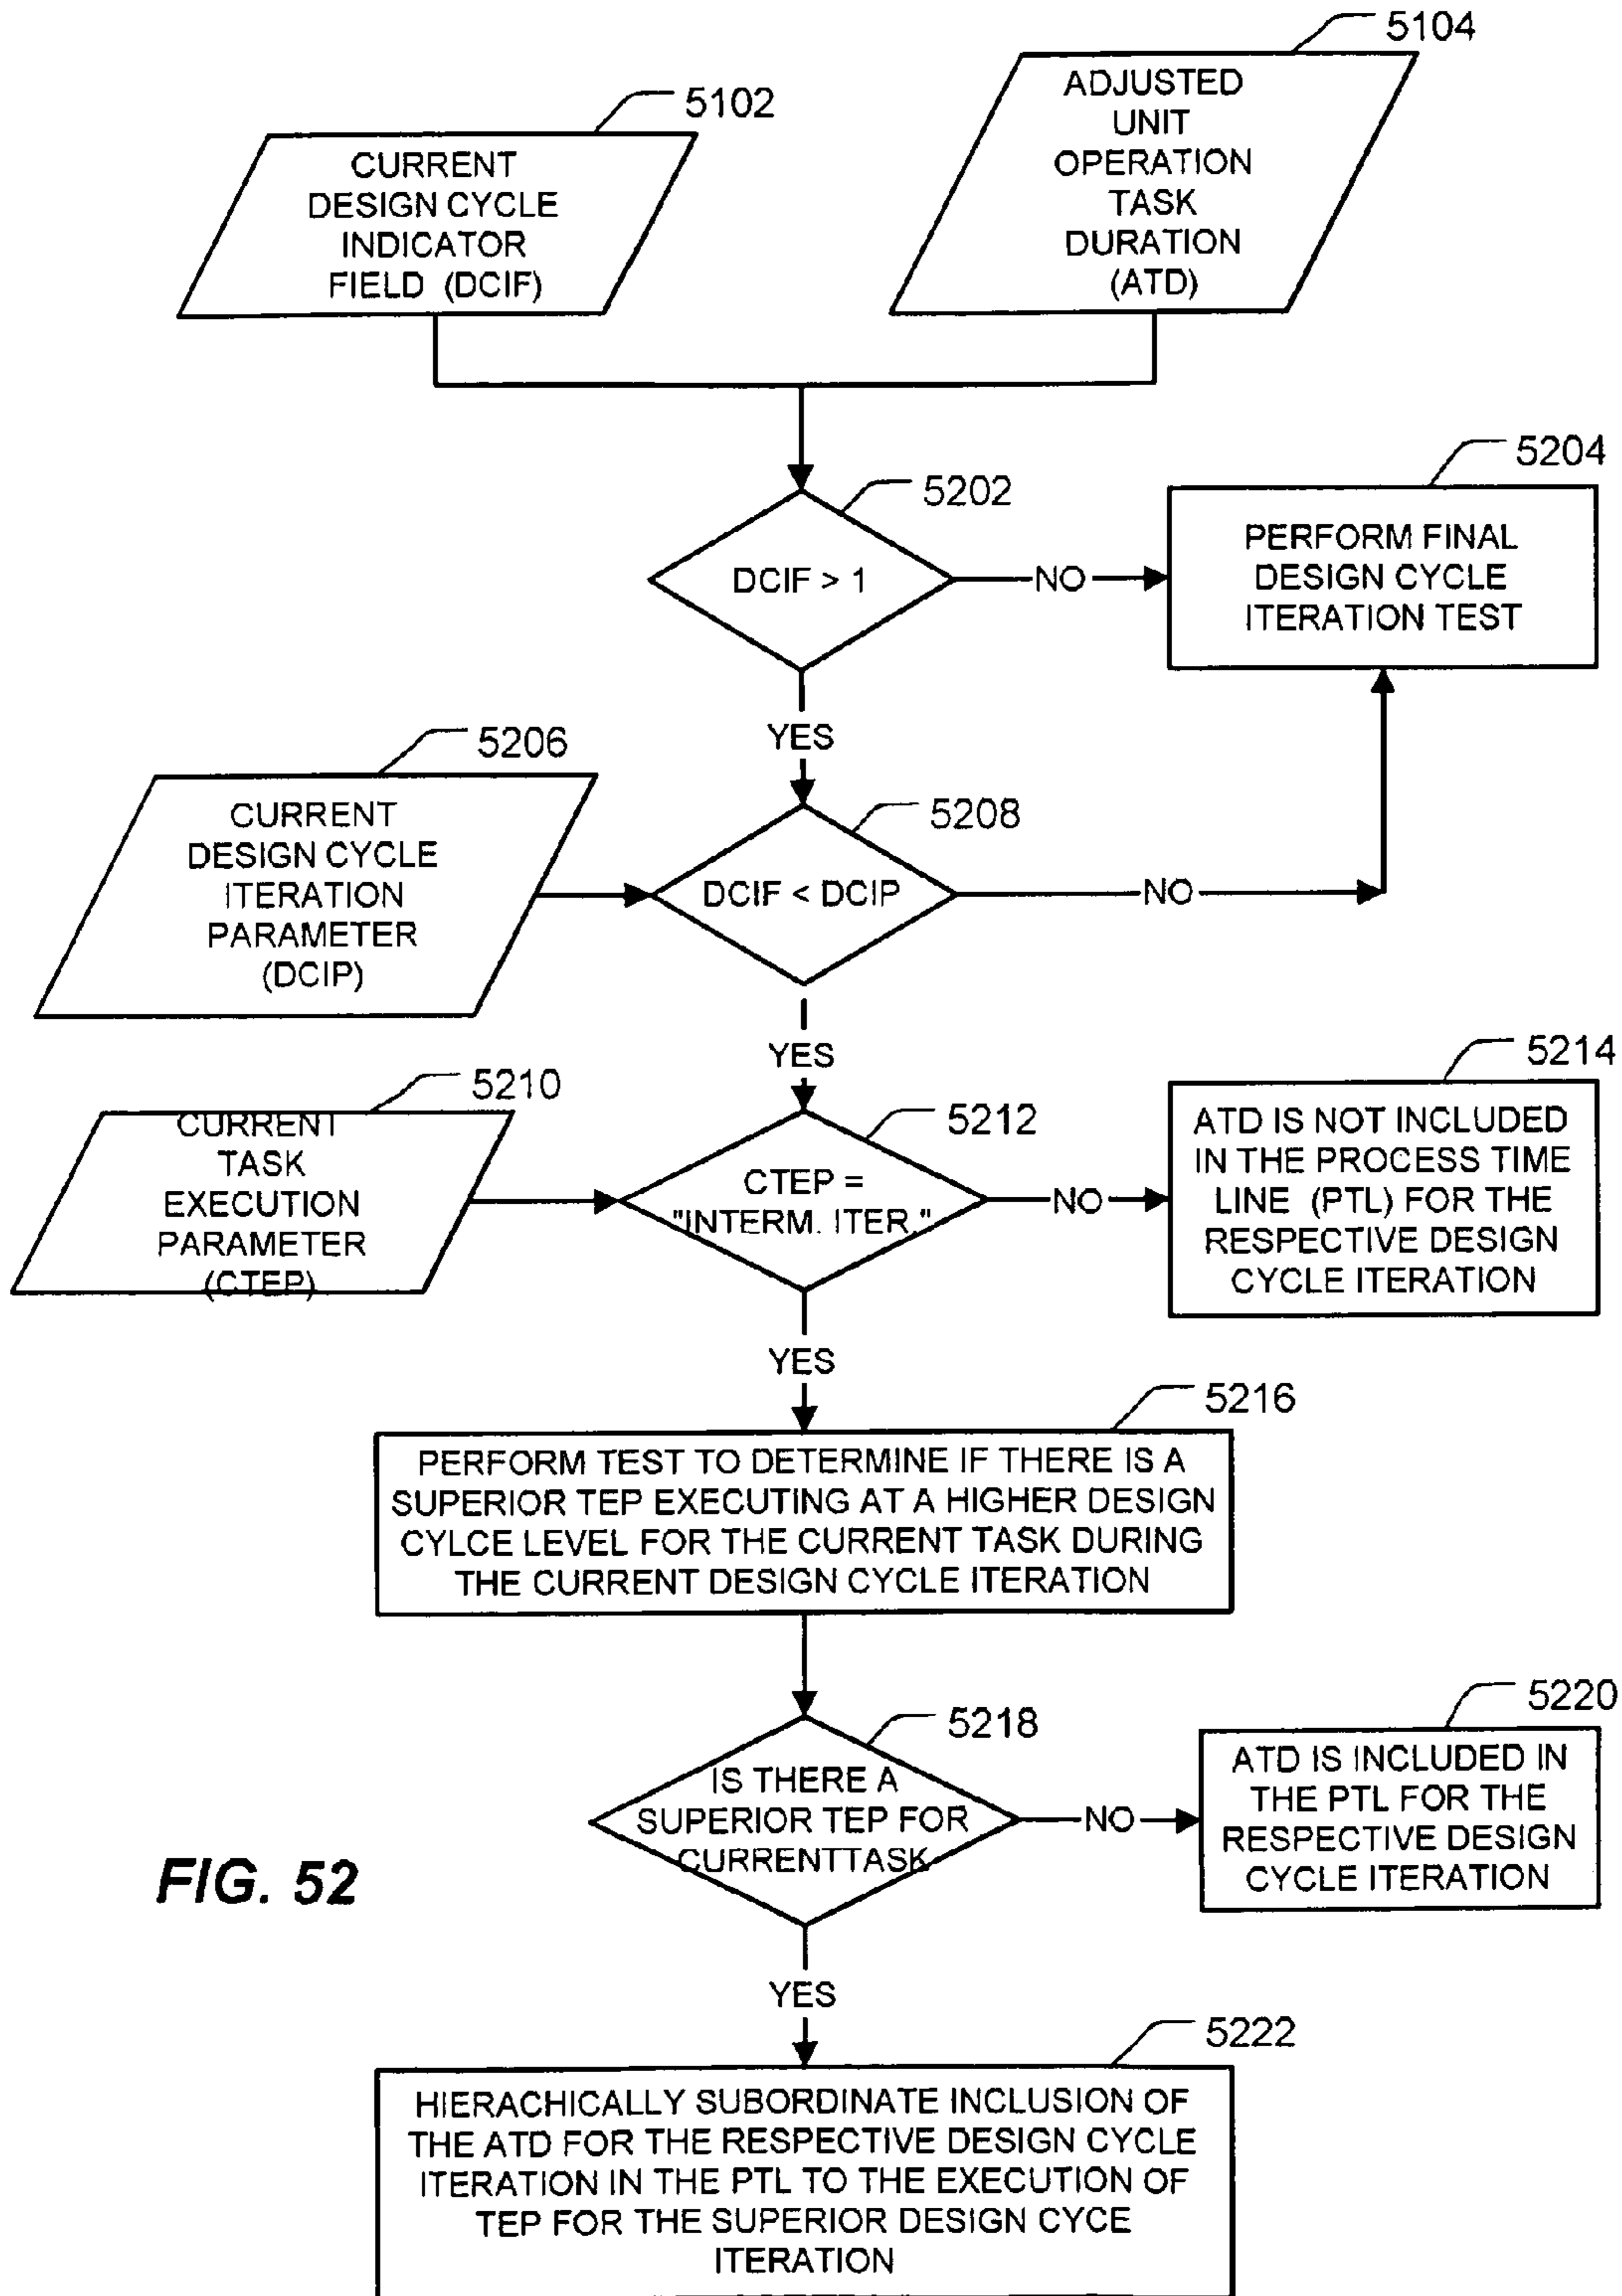 5104
ADJUSTED
UNIT
OPERATION
TASK
DURATION
(ATD)
5102
CURRENT
DESIGN CYCLE
INDICATOR
FIELD (DCIF)
5202
DCIF > 1
NO
5204
PERFORM FINAL
DESIGN CYCLE
ITERATION TEST
YES
5206
CURRENT
DESIGN CYCLE
ITERATION
PARAMETER
(DCIP)
5208
DCIF < DCIP
NO
YES
5210
CURRENT
TASK
EXECUTION
PARAMETER
(CTEP)
5212
CTEP =
"INTERM. ITER."
NO
5214
ATD IS NOT INCLUDED
IN THE PROCESS TIME
LINE (PTL) FOR THE
RESPECTIVE DESIGN
CYCLE ITERATION
YES
5216
PERFORM TEST TO DETERMINE IF THERE IS A
SUPERIOR TEP EXECUTING AT A HIGHER DESIGN
CYLCE LEVEL FOR THE CURRENT TASK DURING
THE CURRENT DESIGN CYCLE ITERATION
5218
IS THERE A
SUPERIOR TEP FOR
CURRENTTASK
NO
5220
ATD IS INCLUDED IN
THE PTL FOR THE
RESPECTIVE DESIGN
CYCLE ITERATION
FIG. 52
YES
5222
HIERACHICALLY SUBORDINATE INCLUSION OF
THE ATD FOR THE RESPECTIVE DESIGN CYCLE
ITERATION IN THE PTL TO THE EXECUTION OF
TEP FOR THE SUPERIOR DESIGN CYCE
ITERATION